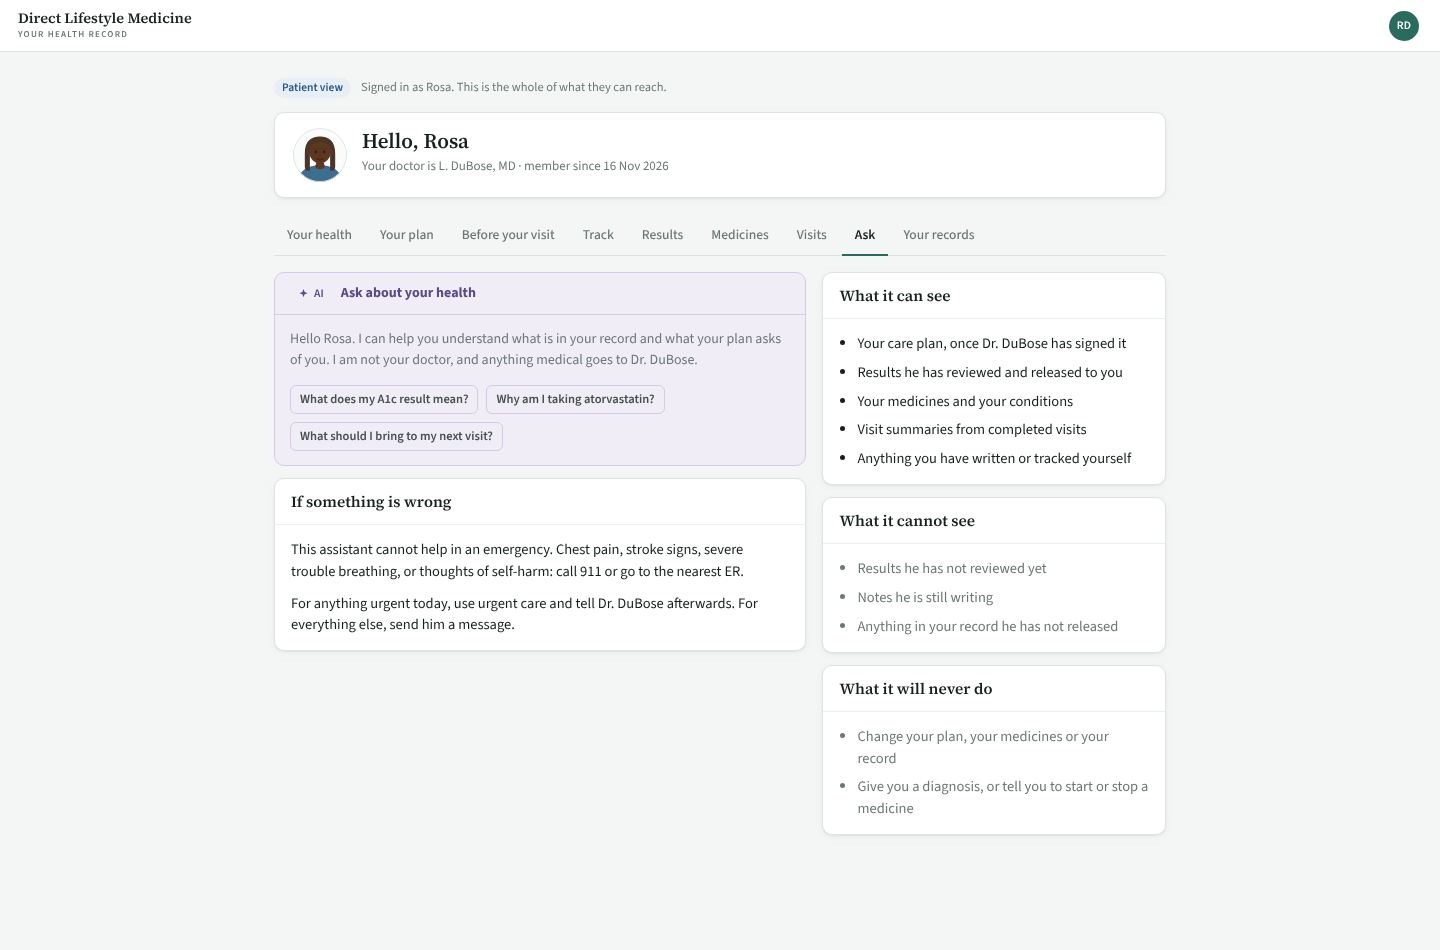 Direct Lifestyle Medicine
YOUR HEALTH RECORD
RD
Patient view
Signed in as Rosa. This is the whole of what they can reach.
Hello, Rosa
Your doctor is L. DuBose, MD · member since 16 Nov 2026
Your health
Your plan
Before your visit
Track
Results
Medicines
Visits
Ask
Your records
AI
Ask about your health
Hello Rosa. I can help you understand what is in your record and what your plan asks
of you. I am not your doctor, and anything medical goes to Dr. DuBose.
What does my A1c result mean?
Why am I taking atorvastatin?
What should I bring to my next visit?
If something is wrong
This assistant cannot help in an emergency. Chest pain, stroke signs, severe
trouble breathing, or thoughts of self-harm: call 911 or go to the nearest ER.
For anything urgent today, use urgent care and tell Dr. DuBose afterwards. For
everything else, send him a message.
What it can see
Your care plan, once Dr. DuBose has signed it
Results he has reviewed and released to you
Your medicines and your conditions
Visit summaries from completed visits
Anything you have written or tracked yourself
What it cannot see
Results he has not reviewed yet
Notes he is still writing
Anything in your record he has not released
What it will never do
Change your plan, your medicines or your
record
Give you a diagnosis, or tell you to start or stop a
medicine